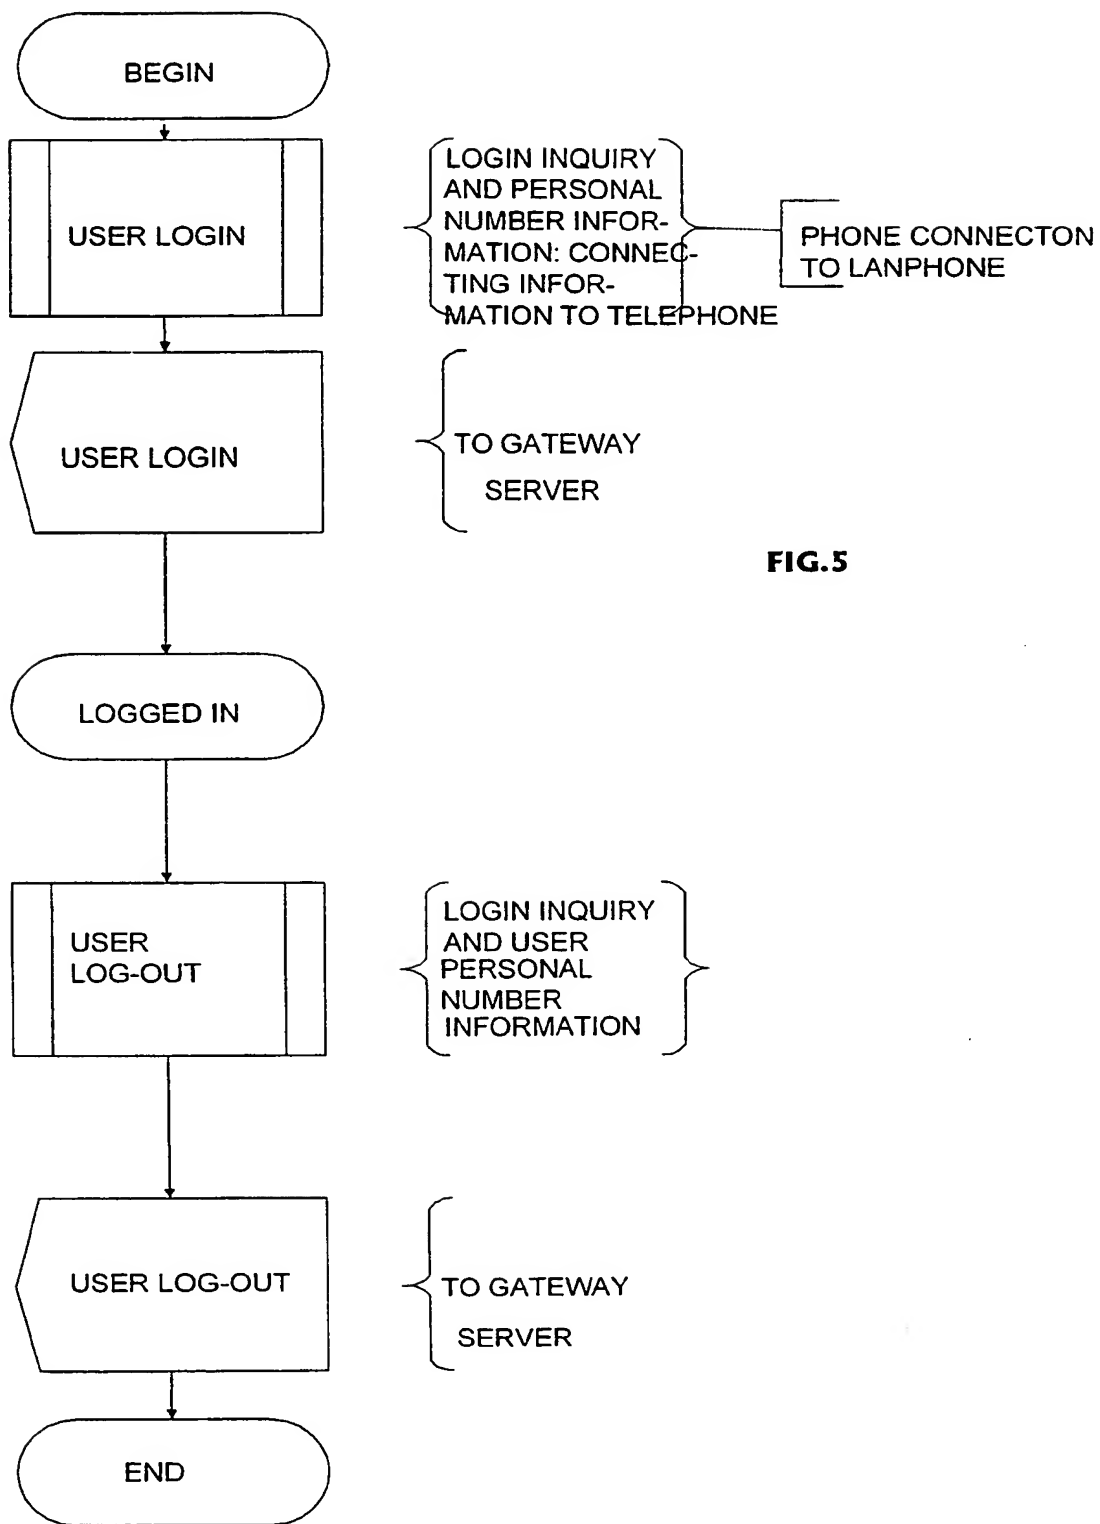 BEGIN
USER LOGIN
LOGIN INQUIRY
AND PERSONAL
NUMBER INFOR-
MATION: CONNEC-
TING INFOR-
MATION TO TELEPHONE
PHONE CONNECTON
TO LANPHONE
USER LOGIN
TO GATEWAY
SERVER
FIG.5
LOGGED IN
USER
LOG-OUT
LOGIN INQUIRY
AND USER
PERSONAL
NUMBER
INFORMATION
USER LOG-OUT
TO GATEWAY
SERVER
END